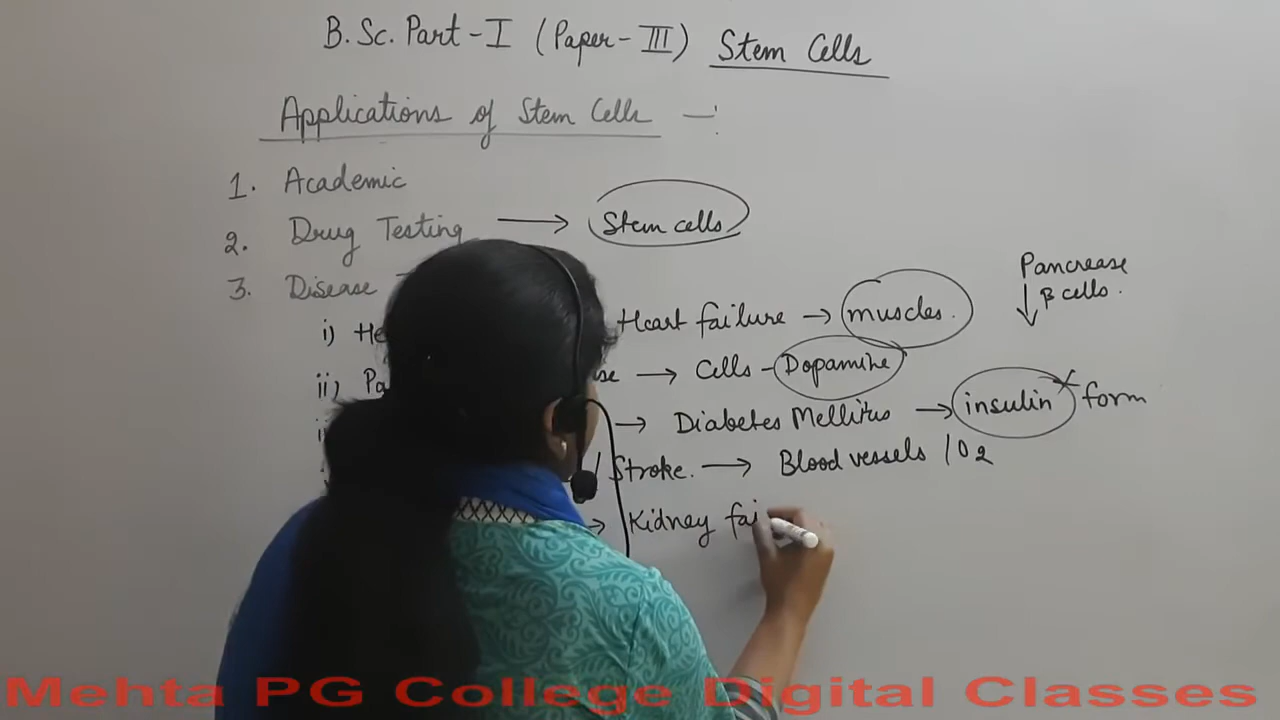 B.Sc. Part-I (Paper-III) Stem Cells
Applications of Stem Cells -:
1. Academic
2. Drug Testing → Stem cells
3. Disease
Pancrease
↓ β cells.
i) He Heart failure → muscles.
ii) Pa se → Cells - Dopamine
→ Diabetes Mellitus → insulin × form
/ Stroke. → Blood vessels / O2
→ Kidney fai
Mehta PG College Digital Classes